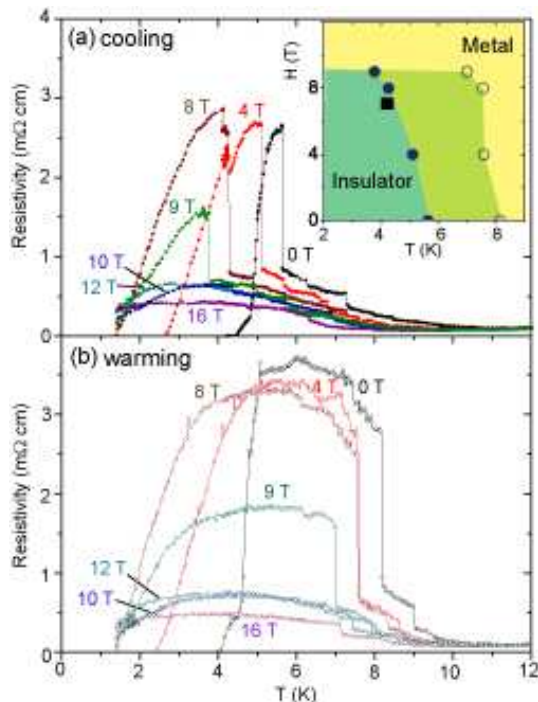 (a) cooling
4
3
2
1
0
Resistivity (mΩ cm)
8 T
4 T
9 T
10 T
12 T
16 T
0 T
H (T)
8
4
0
Metal
Insulator
2
4
6
8
T (K)
(b) warming
3
2
1
0
Resistivity (mΩ cm)
8 T
4 T
0 T
9 T
12 T
10 T
16 T
0
2
4
6
8
10
12
T (K)